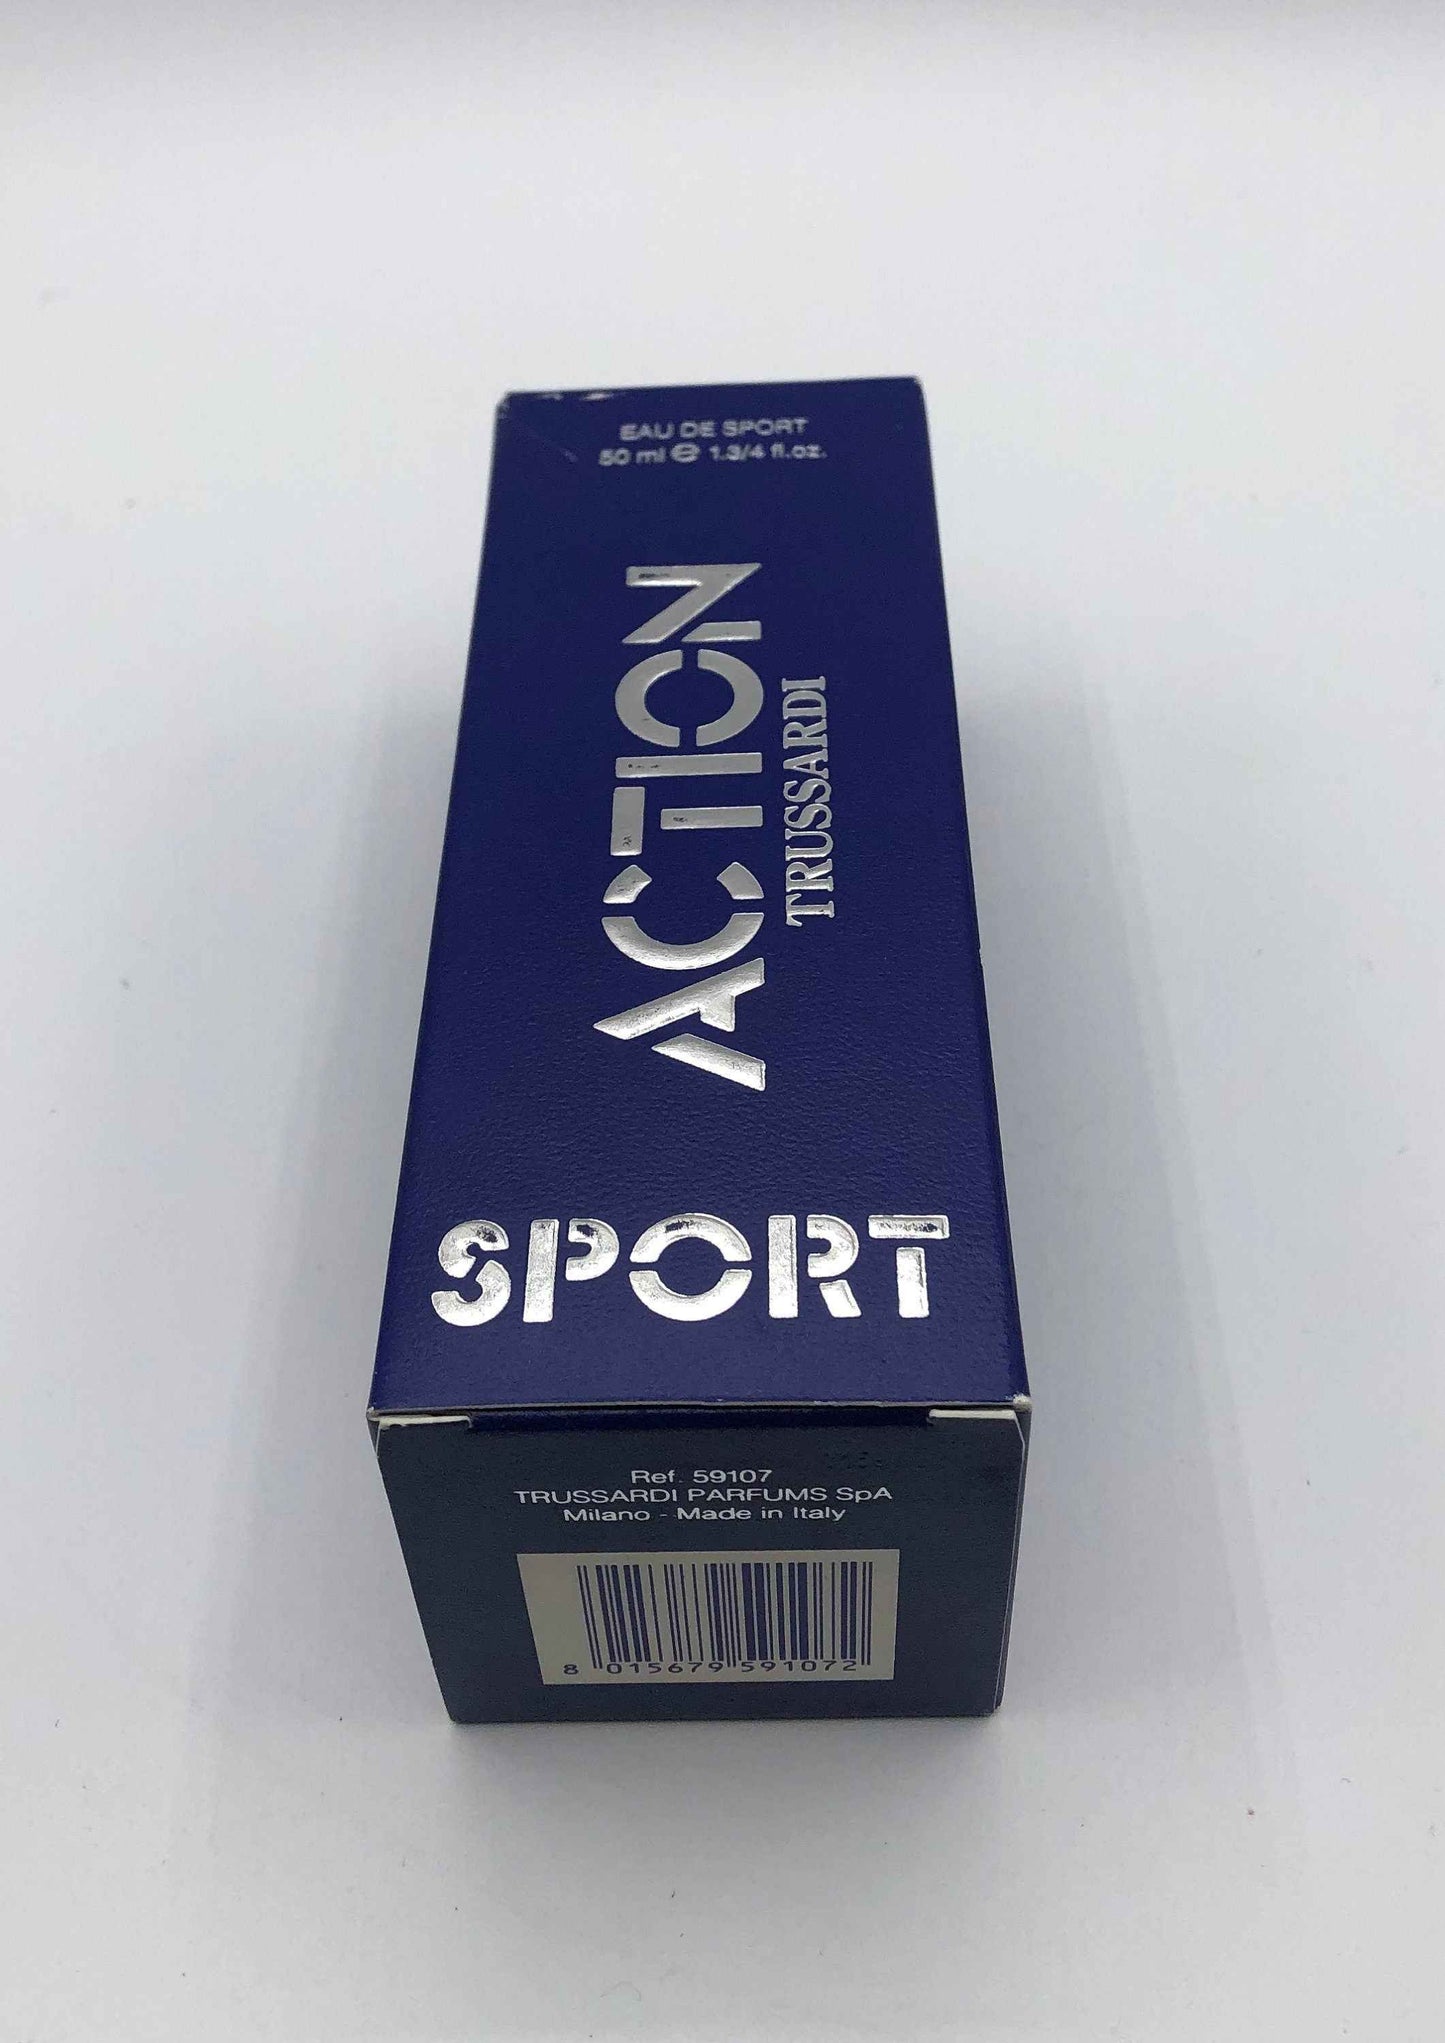 EAU DE SPORT
50 ml ℮ 1.3/4 fl.oz.
ACTION
TRUSSARDI
SPORT
Ref. 59107
TRUSSARDI PARFUMS SpA
Milano - Made in Italy
8 015679 591072